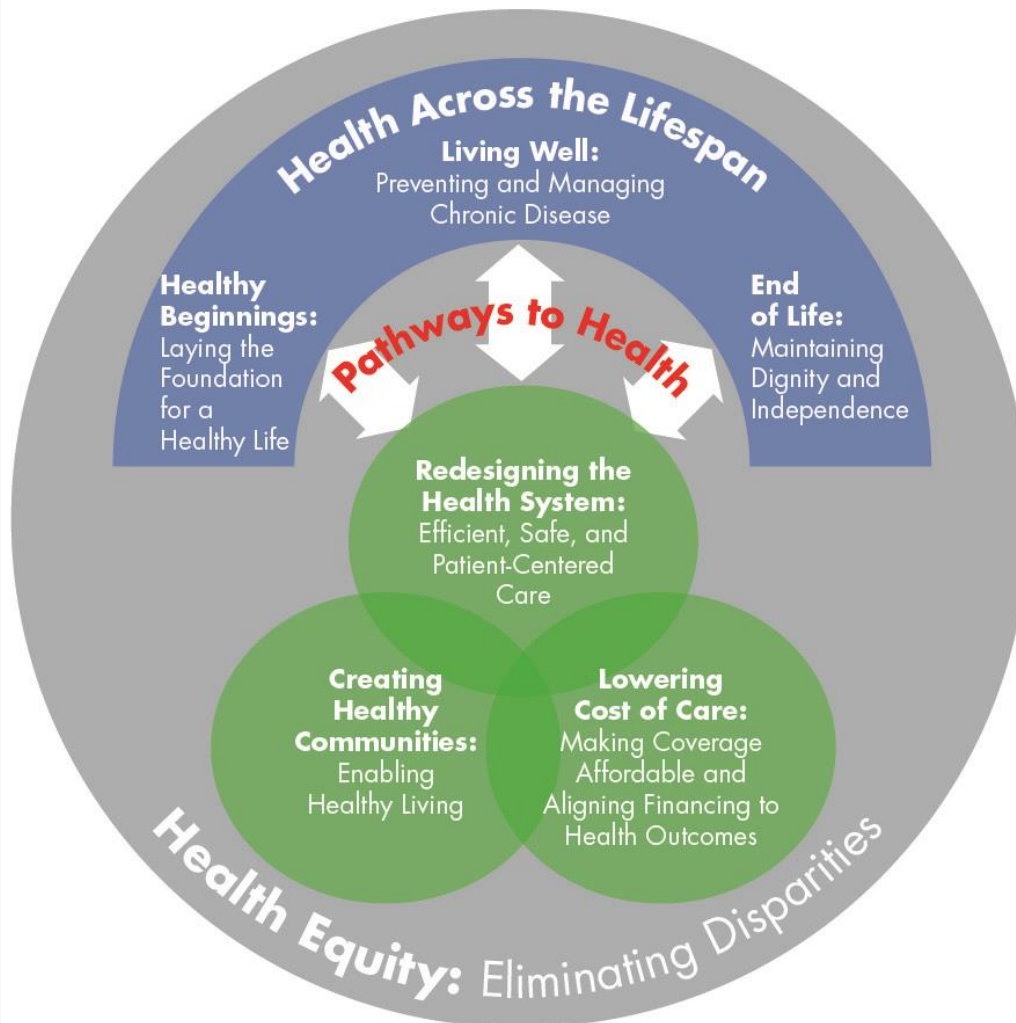 Health Across the Lifespan
Living Well:
Preventing and Managing
Chronic Disease
Healthy
Beginnings:
Laying the
Foundation
for a
Healthy Life
End
of Life:
Maintaining
Dignity and
Independence
Pathways to Health
Redesigning the
Health System:
Efficient, Safe, and
Patient-Centered
Care
Creating
Healthy
Communities:
Enabling
Healthy Living
Lowering
Cost of Care:
Making Coverage
Affordable and
Aligning Financing to
Health Outcomes
Health Equity: Eliminating Disparities